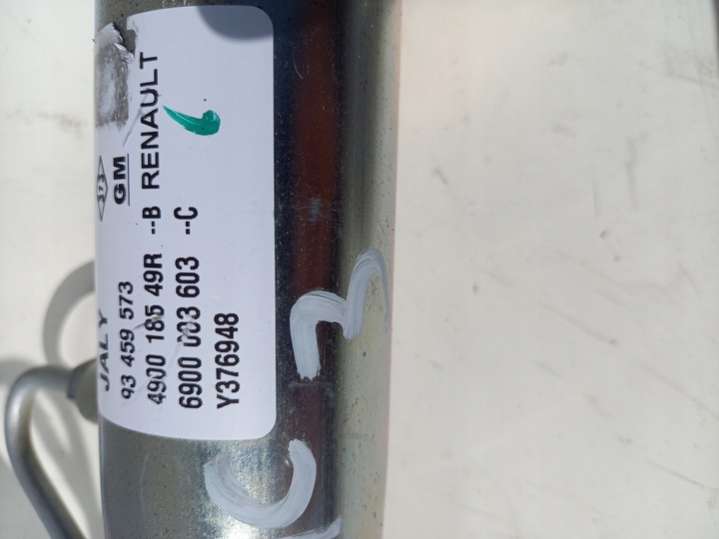 JALY
93 459 573 GM
4900 185 49R --B RENAULT
6900 003 603 --C
Y376948